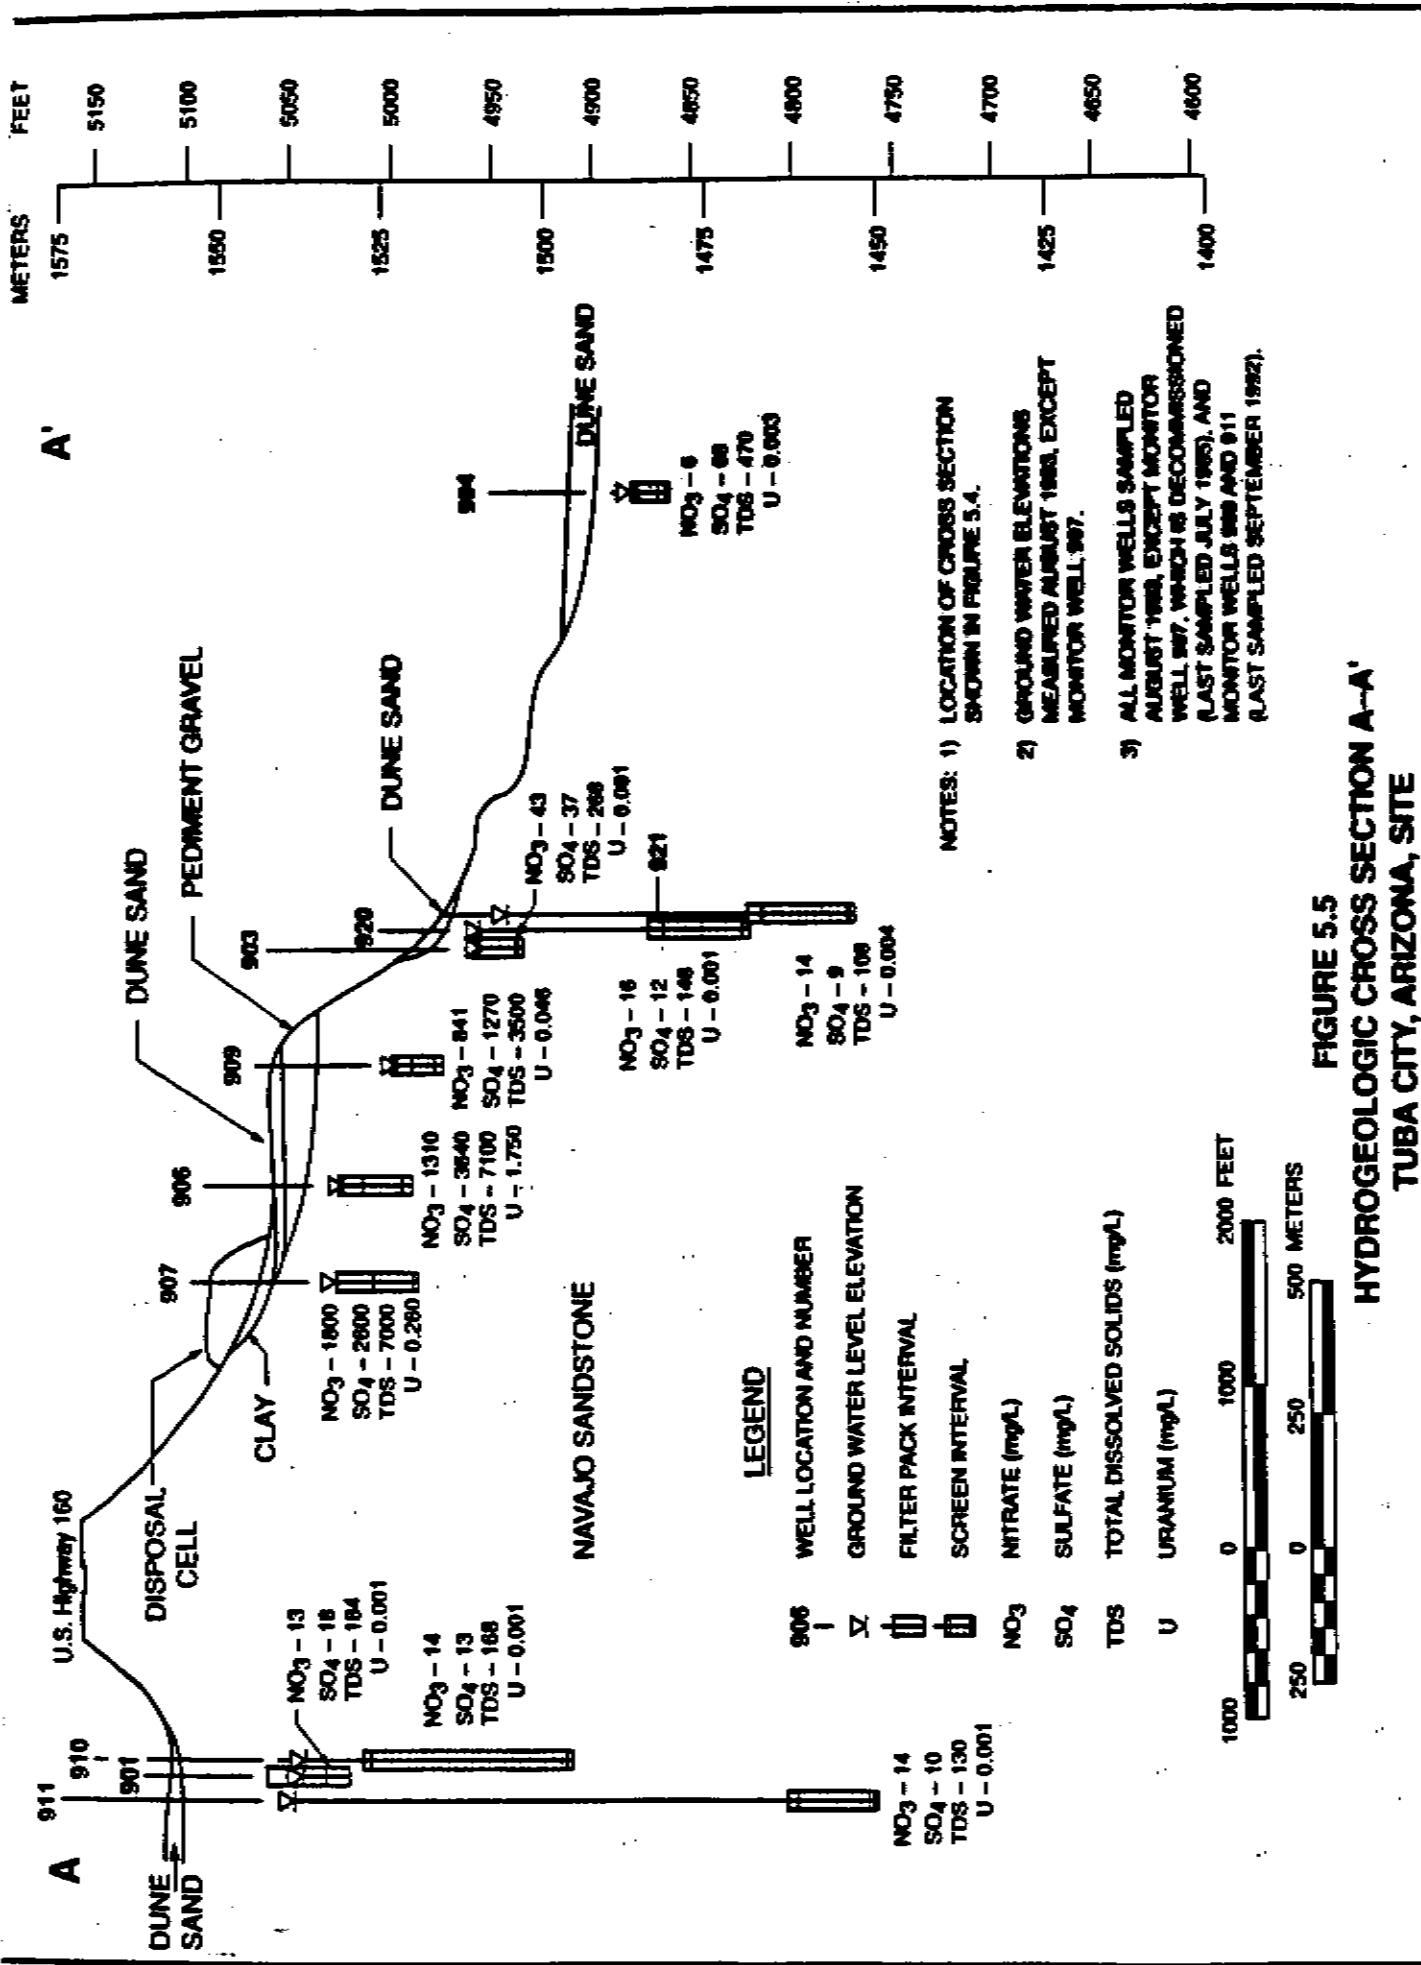 A
A'
911
910
901
U.S. Highway 160
DISPOSAL
CELL
CLAY
907
906
909
DUNE SAND
PEDIMENT GRAVEL
903
920
DUNE SAND
921
DUNE SAND
DUNE
SAND
METERS
FEET
1575
1550
1525
1500
1475
1450
1425
1400
5150
5100
5050
5000
4950
4900
4850
4800
4750
4700
4650
4600
NO3 – 13
SO4 – 18
TDS – 184
U – 0.001
NO3 – 14
SO4 – 13
TDS – 168
U – 0.001
NO3 – 14
SO4 – 10
TDS – 130
U – 0.001
NO3 – 1800
SO4 – 2600
TDS – 7000
U – 0.260
NO3 – 1310
SO4 – 3640
TDS – 7100
U – 1.750
NO3 – 841
SO4 – 1270
TDS – 3500
U – 0.046
NO3 – 43
SO4 – 37
TDS – 268
U – 0.001
NO3 – 16
SO4 – 12
TDS – 146
U – 0.001
NO3 – 14
SO4 – 9
TDS – 108
U – 0.004
NO3 – 6
TDS – 470
U – 0.003
NAVAJO SANDSTONE
LEGEND
906 WELL LOCATION AND NUMBER
GROUND WATER LEVEL ELEVATION
FILTER PACK INTERVAL
SCREEN INTERVAL
NO3 NITRATE (mg/L)
SO4 SULFATE (mg/L)
TDS TOTAL DISSOLVED SOLIDS (mg/L)
U URANIUM (mg/L)
NOTES: 1) LOCATION OF CROSS SECTION
SHOWN IN FIGURE 5.4.
2) GROUND WATER ELEVATIONS
MEASURED AUGUST 1993, EXCEPT
MONITOR WELL 907.
3) ALL MONITOR WELLS SAMPLED
AUGUST 1993, EXCEPT MONITOR
WELL 907, WHICH IS DECOMMISSIONED
(LAST SAMPLED JULY 1985), AND
MONITOR WELLS AND 911
(LAST SAMPLED SEPTEMBER 1992).
1000 0 1000 2000 FEET
250 0 250 500 METERS
FIGURE 5.5
HYDROGEOLOGIC CROSS SECTION A–A'
TUBA CITY, ARIZONA, SITE